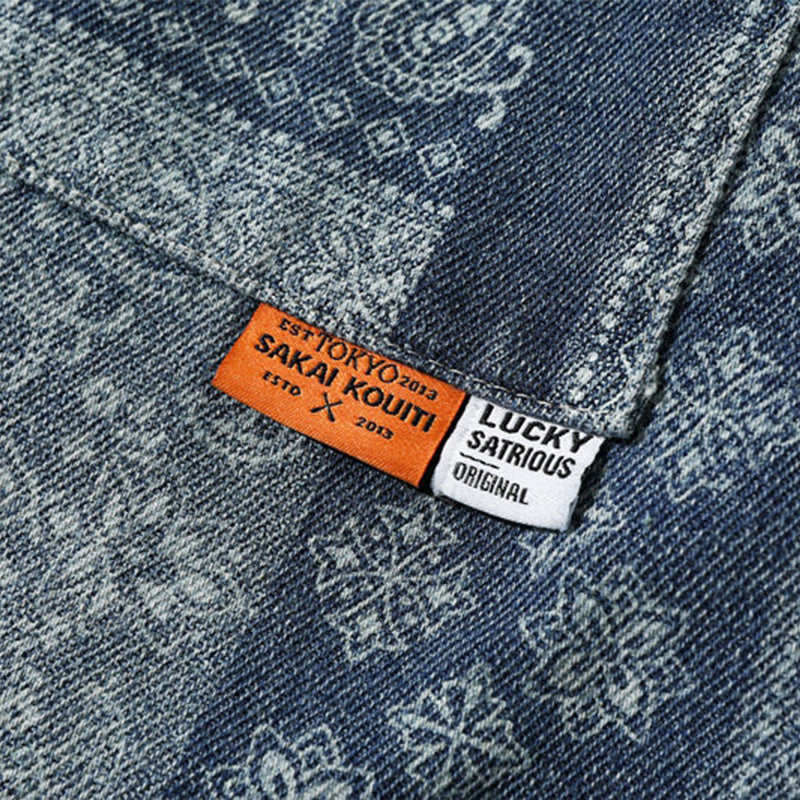 EST TOKYO 2013
SAKAI KOUITI
ESTD X 2013
LUCKY
SATRIOUS
ORIGINAL